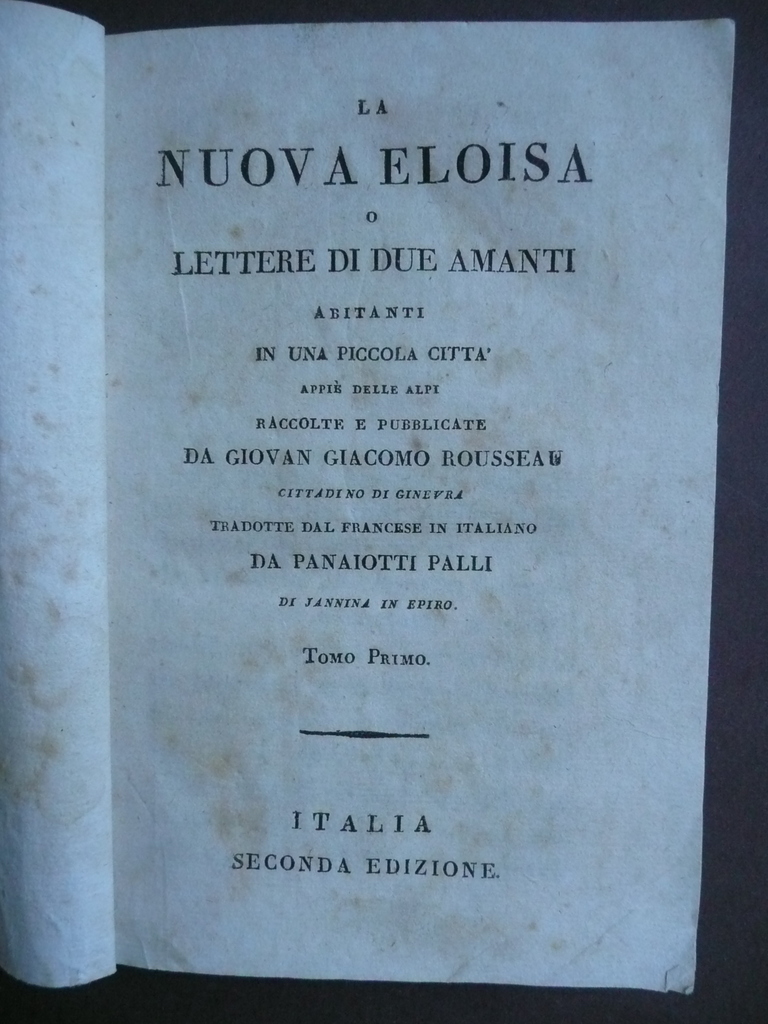 LA
NUOVA ELOISA
O
LETTERE DI DUE AMANTI
ABITANTI
IN UNA PICCOLA CITTA'
APPIÈ DELLE ALPI
RACCOLTE E PUBBLICATE
DA GIOVAN GIACOMO ROUSSEAU
CITTADINO DI GINEVRA
TRADOTTE DAL FRANCESE IN ITALIANO
DA PANAIOTTI PALLI
DI JANNINA IN EPIRO.
TOMO PRIMO.
ITALIA
SECONDA EDIZIONE.